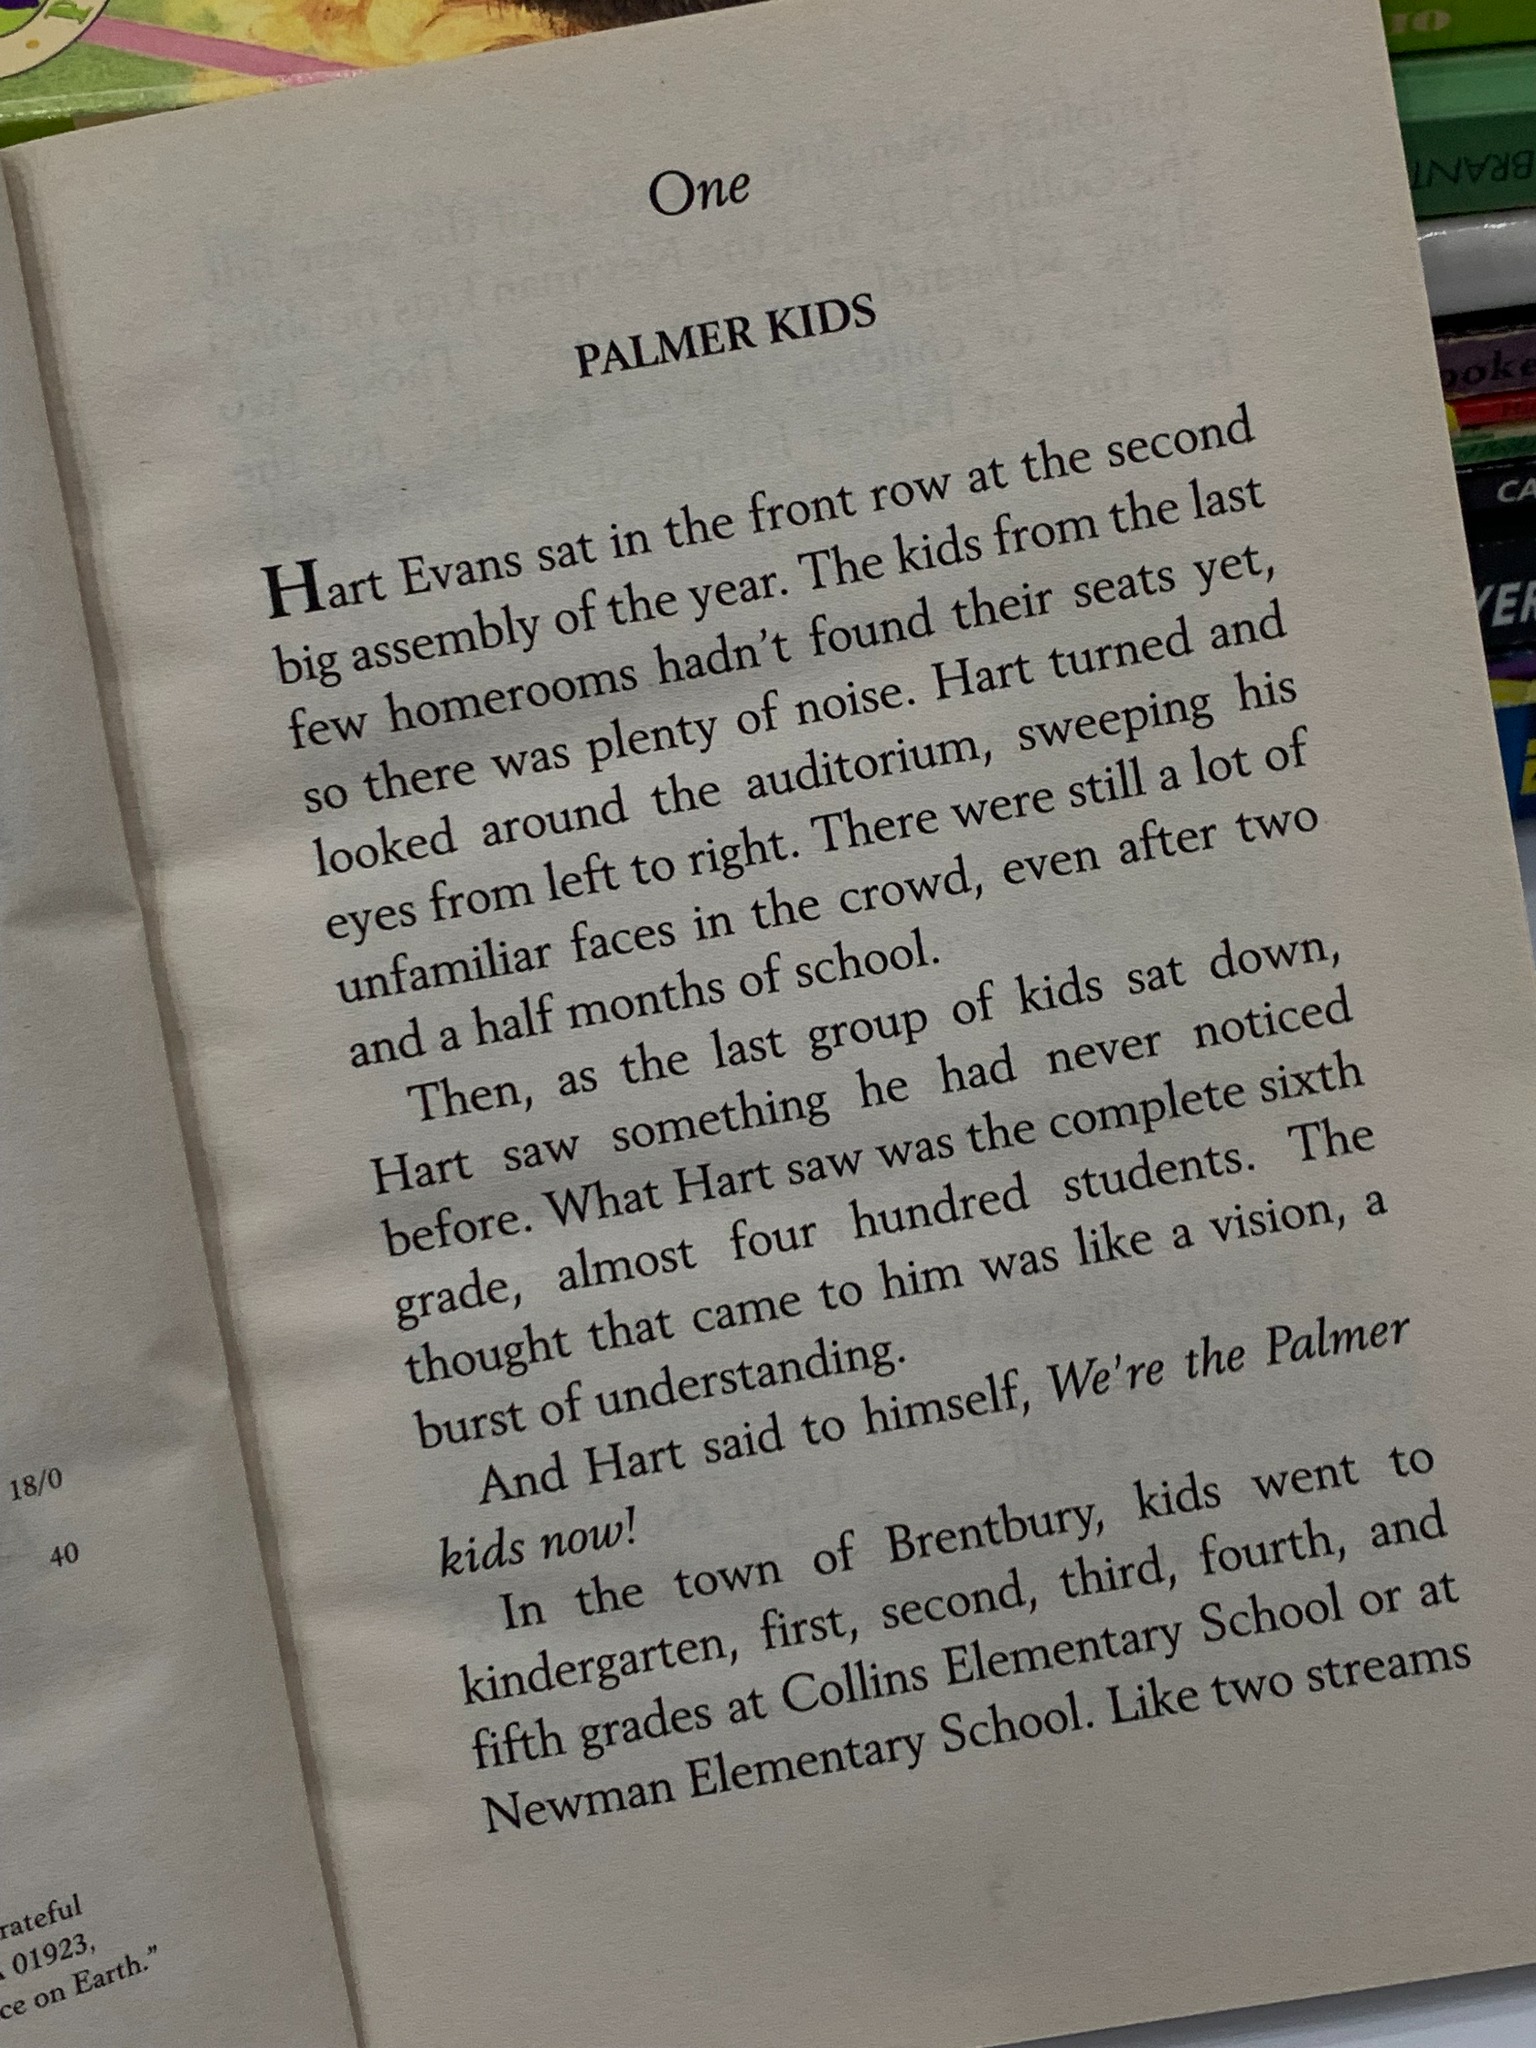 One
PALMER KIDS
Hart Evans sat in the front row at the second
big assembly of the year. The kids from the last
few homerooms hadn't found their seats yet,
so there was plenty of noise. Hart turned and
looked around the auditorium, sweeping his
eyes from left to right. There were still a lot of
unfamiliar faces in the crowd, even after two
and a half months of school.
Then, as the last group of kids sat down,
Hart saw something he had never noticed
before. What Hart saw was the complete sixth
grade, almost four hundred students. The
thought that came to him was like a vision, a
burst of understanding.
And Hart said to himself, We're the Palmer
kids now!
In the town of Brentbury, kids went to
kindergarten, first, second, third, fourth, and
fifth grades at Collins Elementary School or at
Newman Elementary School. Like two streams
18/0
40
rateful
01923,
ce on Earth.”
BRANT
CA